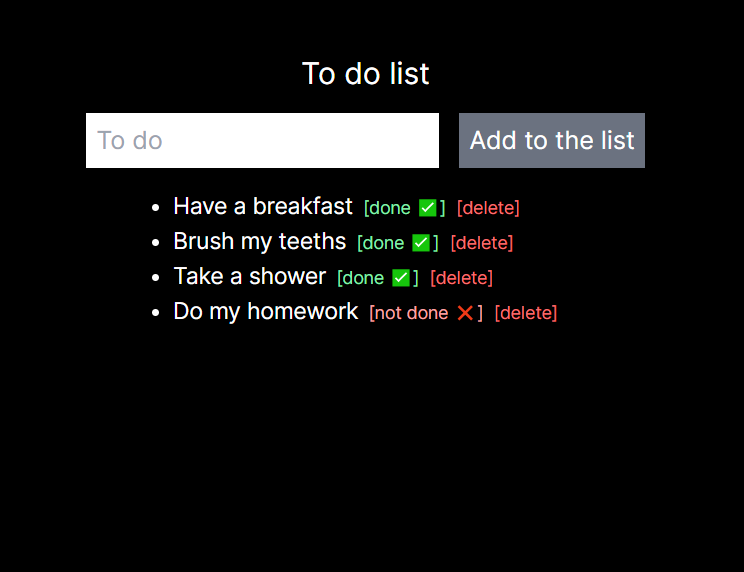 To do list
To do Add to the list
Have a breakfast [done ✅] [delete]
Brush my teeths [done ✅] [delete]
Take a shower [done ✅] [delete]
Do my homework [not done ❌] [delete]